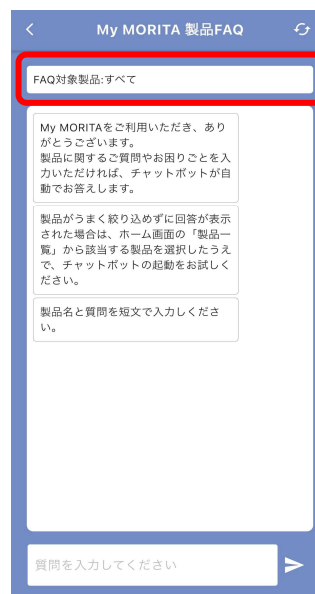 My MORITA 製品FAQ
FAQ対象製品:すべて
My MORITAをご利用いただき、あり
がとうございます。
製品に関するご質問やお困りごとを入
力いただければ、チャットボットが自
動でお答えします。
製品がうまく絞り込めずに回答が表示
された場合は、ホーム画面の「製品一
覧」から該当する製品を選択したうえ
で、チャットボットの起動をお試しく
ださい。
製品名と質問を短文で入力してくださ
い。
質問を入力してください